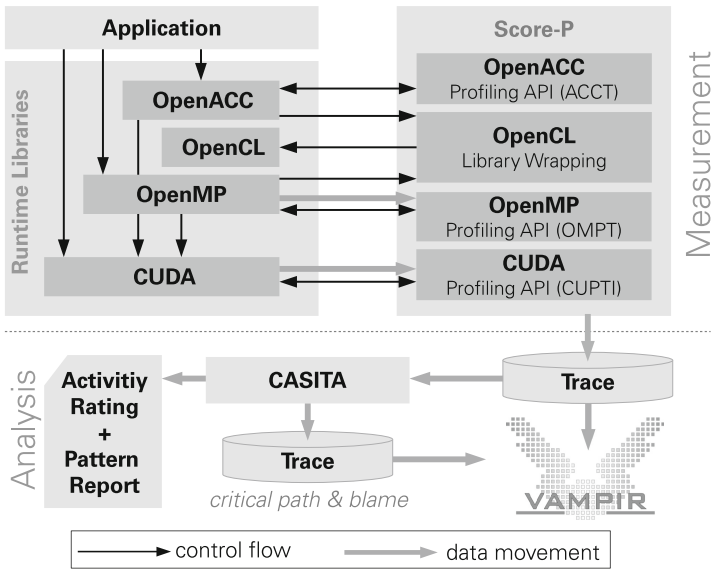 Application
Score-P
Measurement
Runtime Libraries
OpenACC
OpenCL
OpenMP
CUDA
OpenACC
Profiling API (ACCT)
OpenCL
Library Wrapping
OpenMP
Profiling API (OMPT)
CUDA
Profiling API (CUPTI)
Analysis
Activitiy
Rating
+
Pattern
Report
CASITA
Trace
Trace
critical path & blame
VAMPIR
control flow
data movement